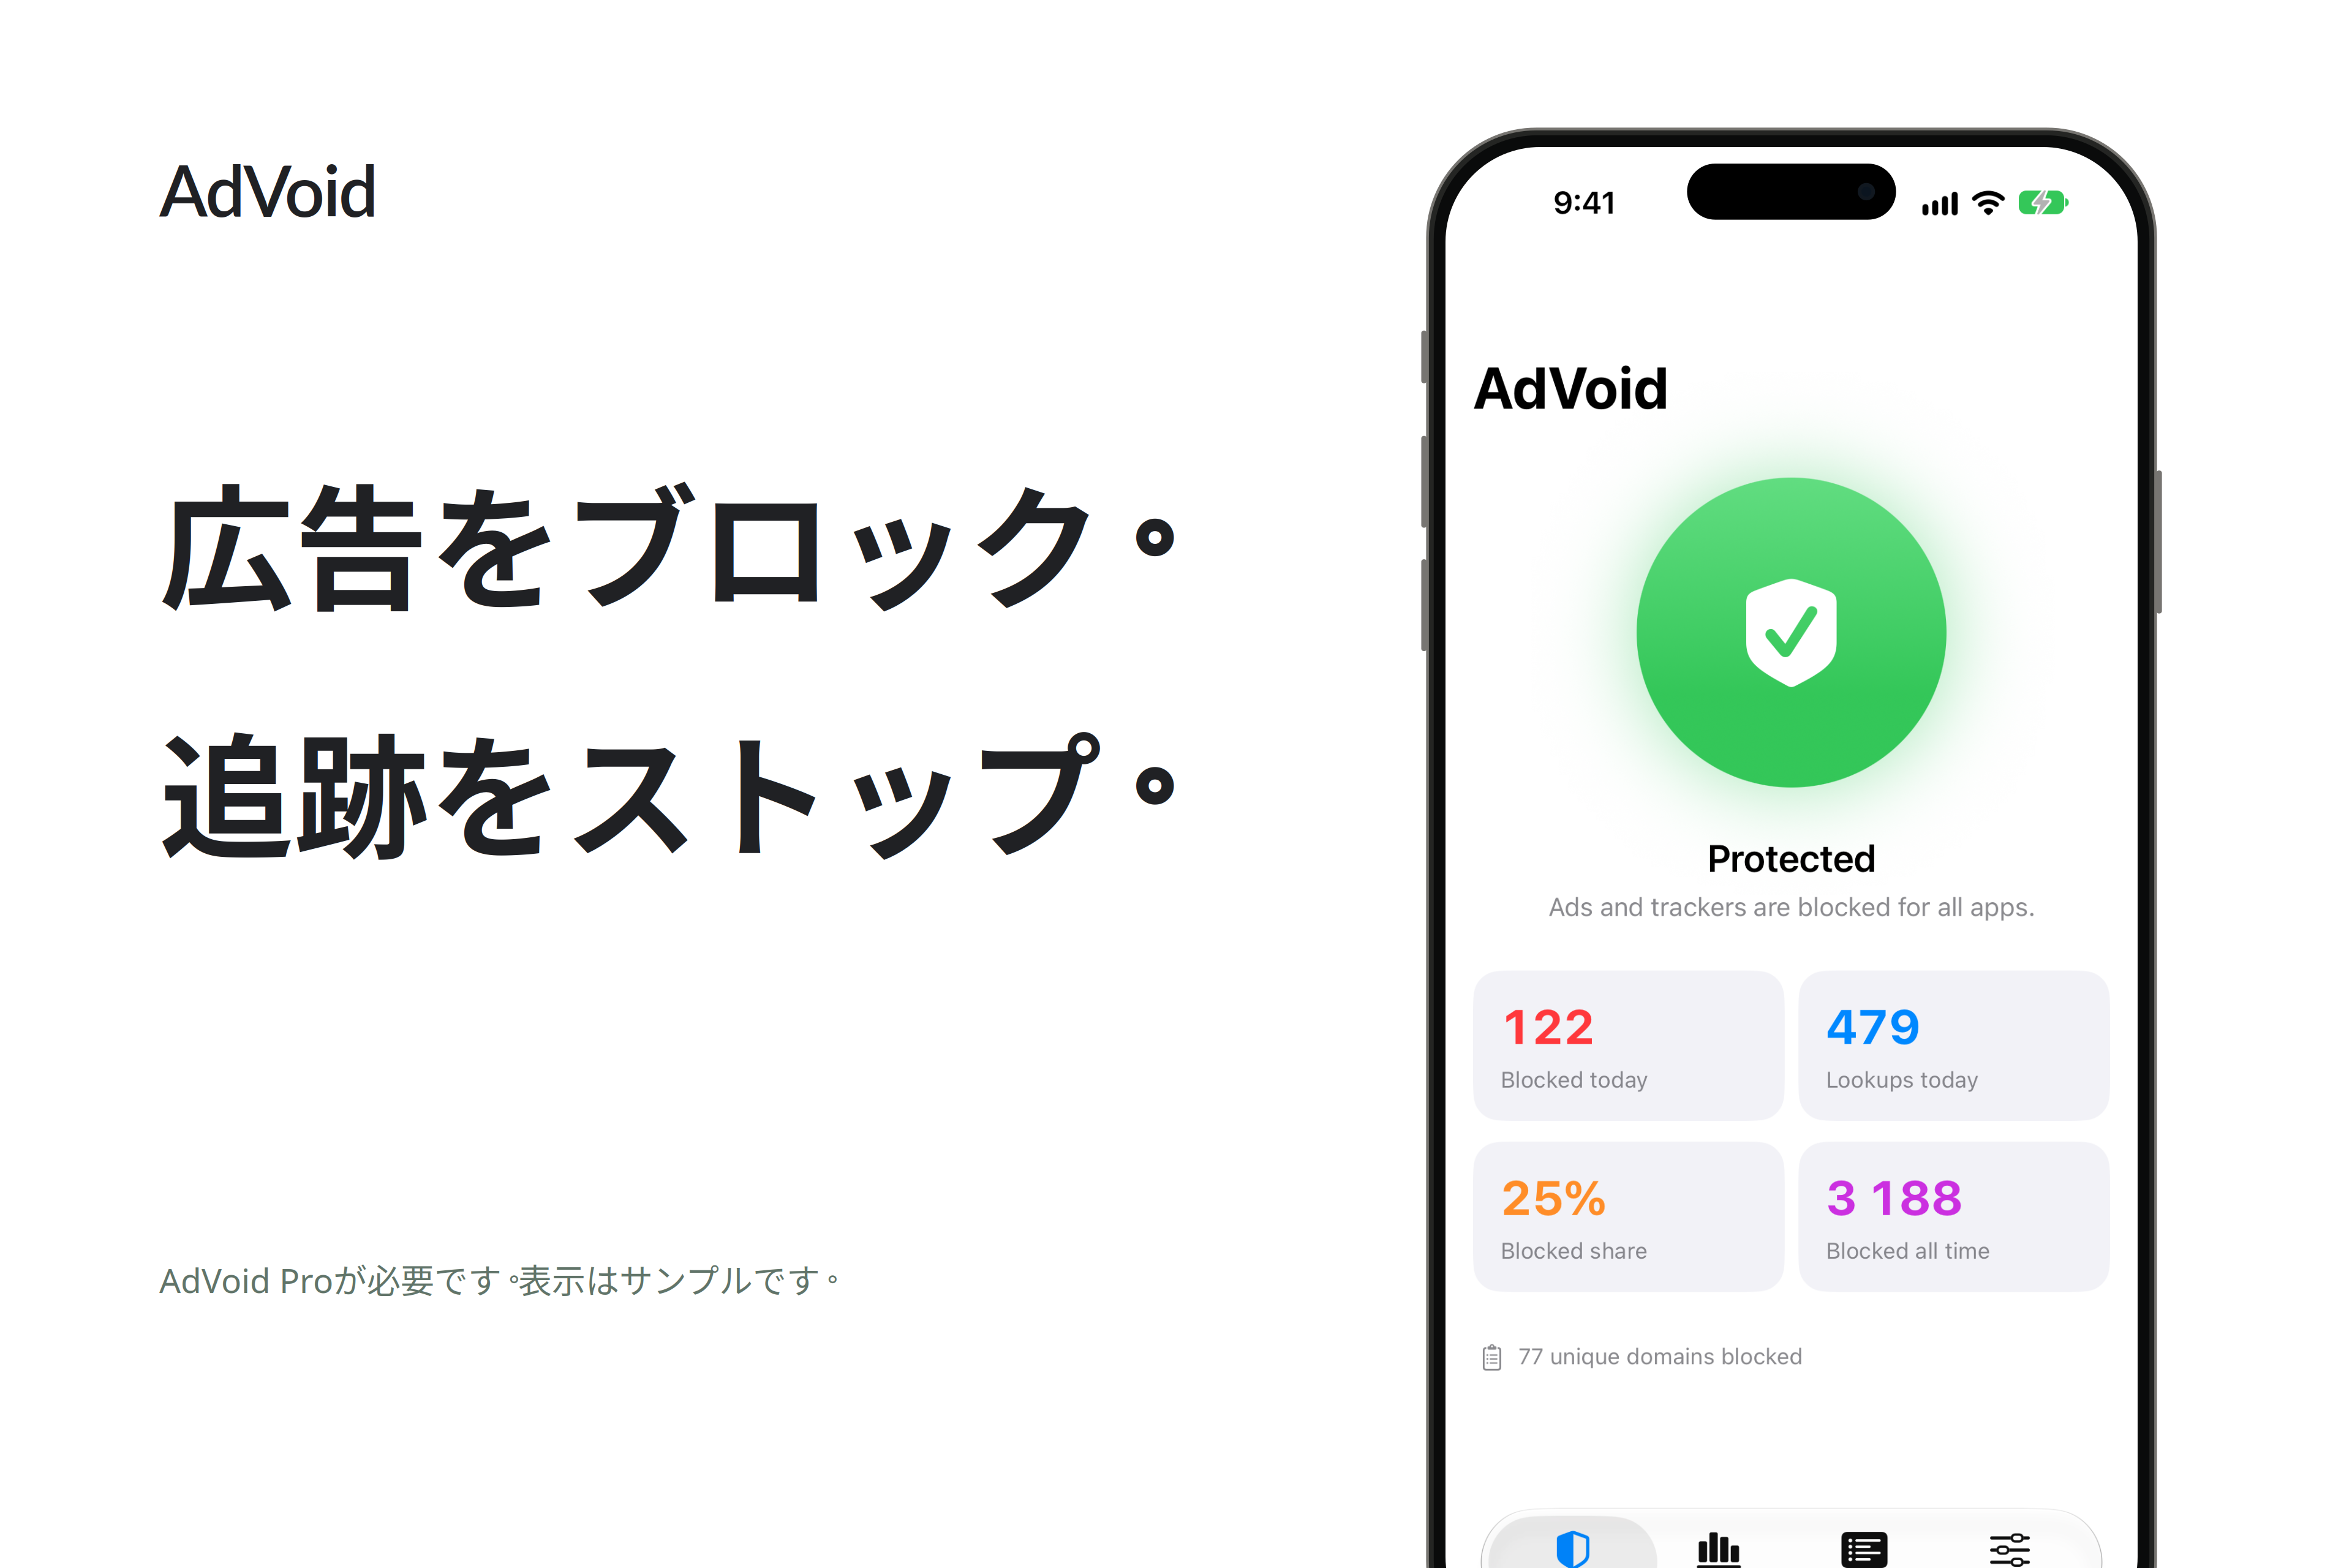 AdVoid
広告をブロック。
追跡をストップ。
AdVoid Proが必要です。表示はサンプルです。
9:41
AdVoid
Protected
Ads and trackers are blocked for all apps.
122
Blocked today
479
Lookups today
25%
Blocked share
3 188
Blocked all time
77 unique domains blocked